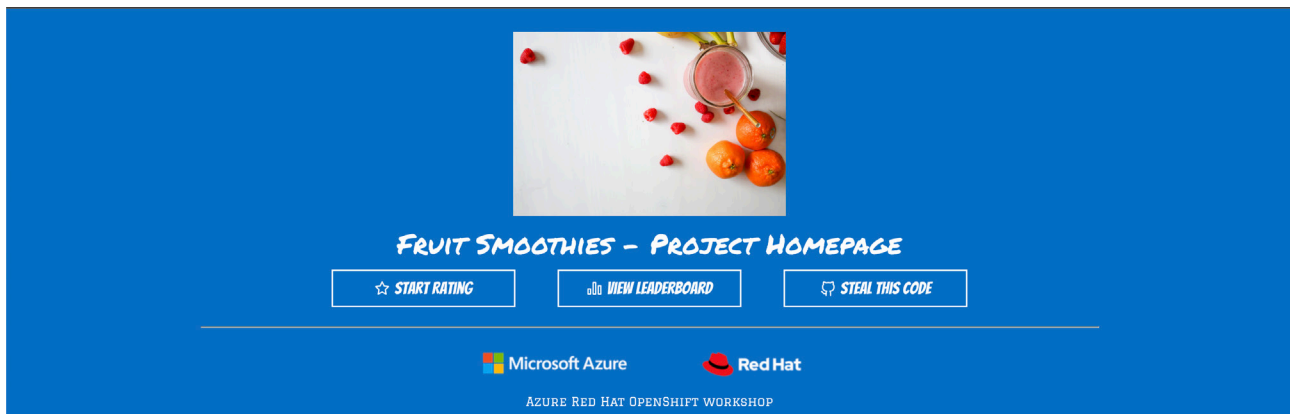 Fruit Smoothies - Project Homepage
START RATING
VIEW LEADERBOARD
STEAL THIS CODE
Microsoft Azure
Red Hat
Azure Red Hat OpenShift workshop